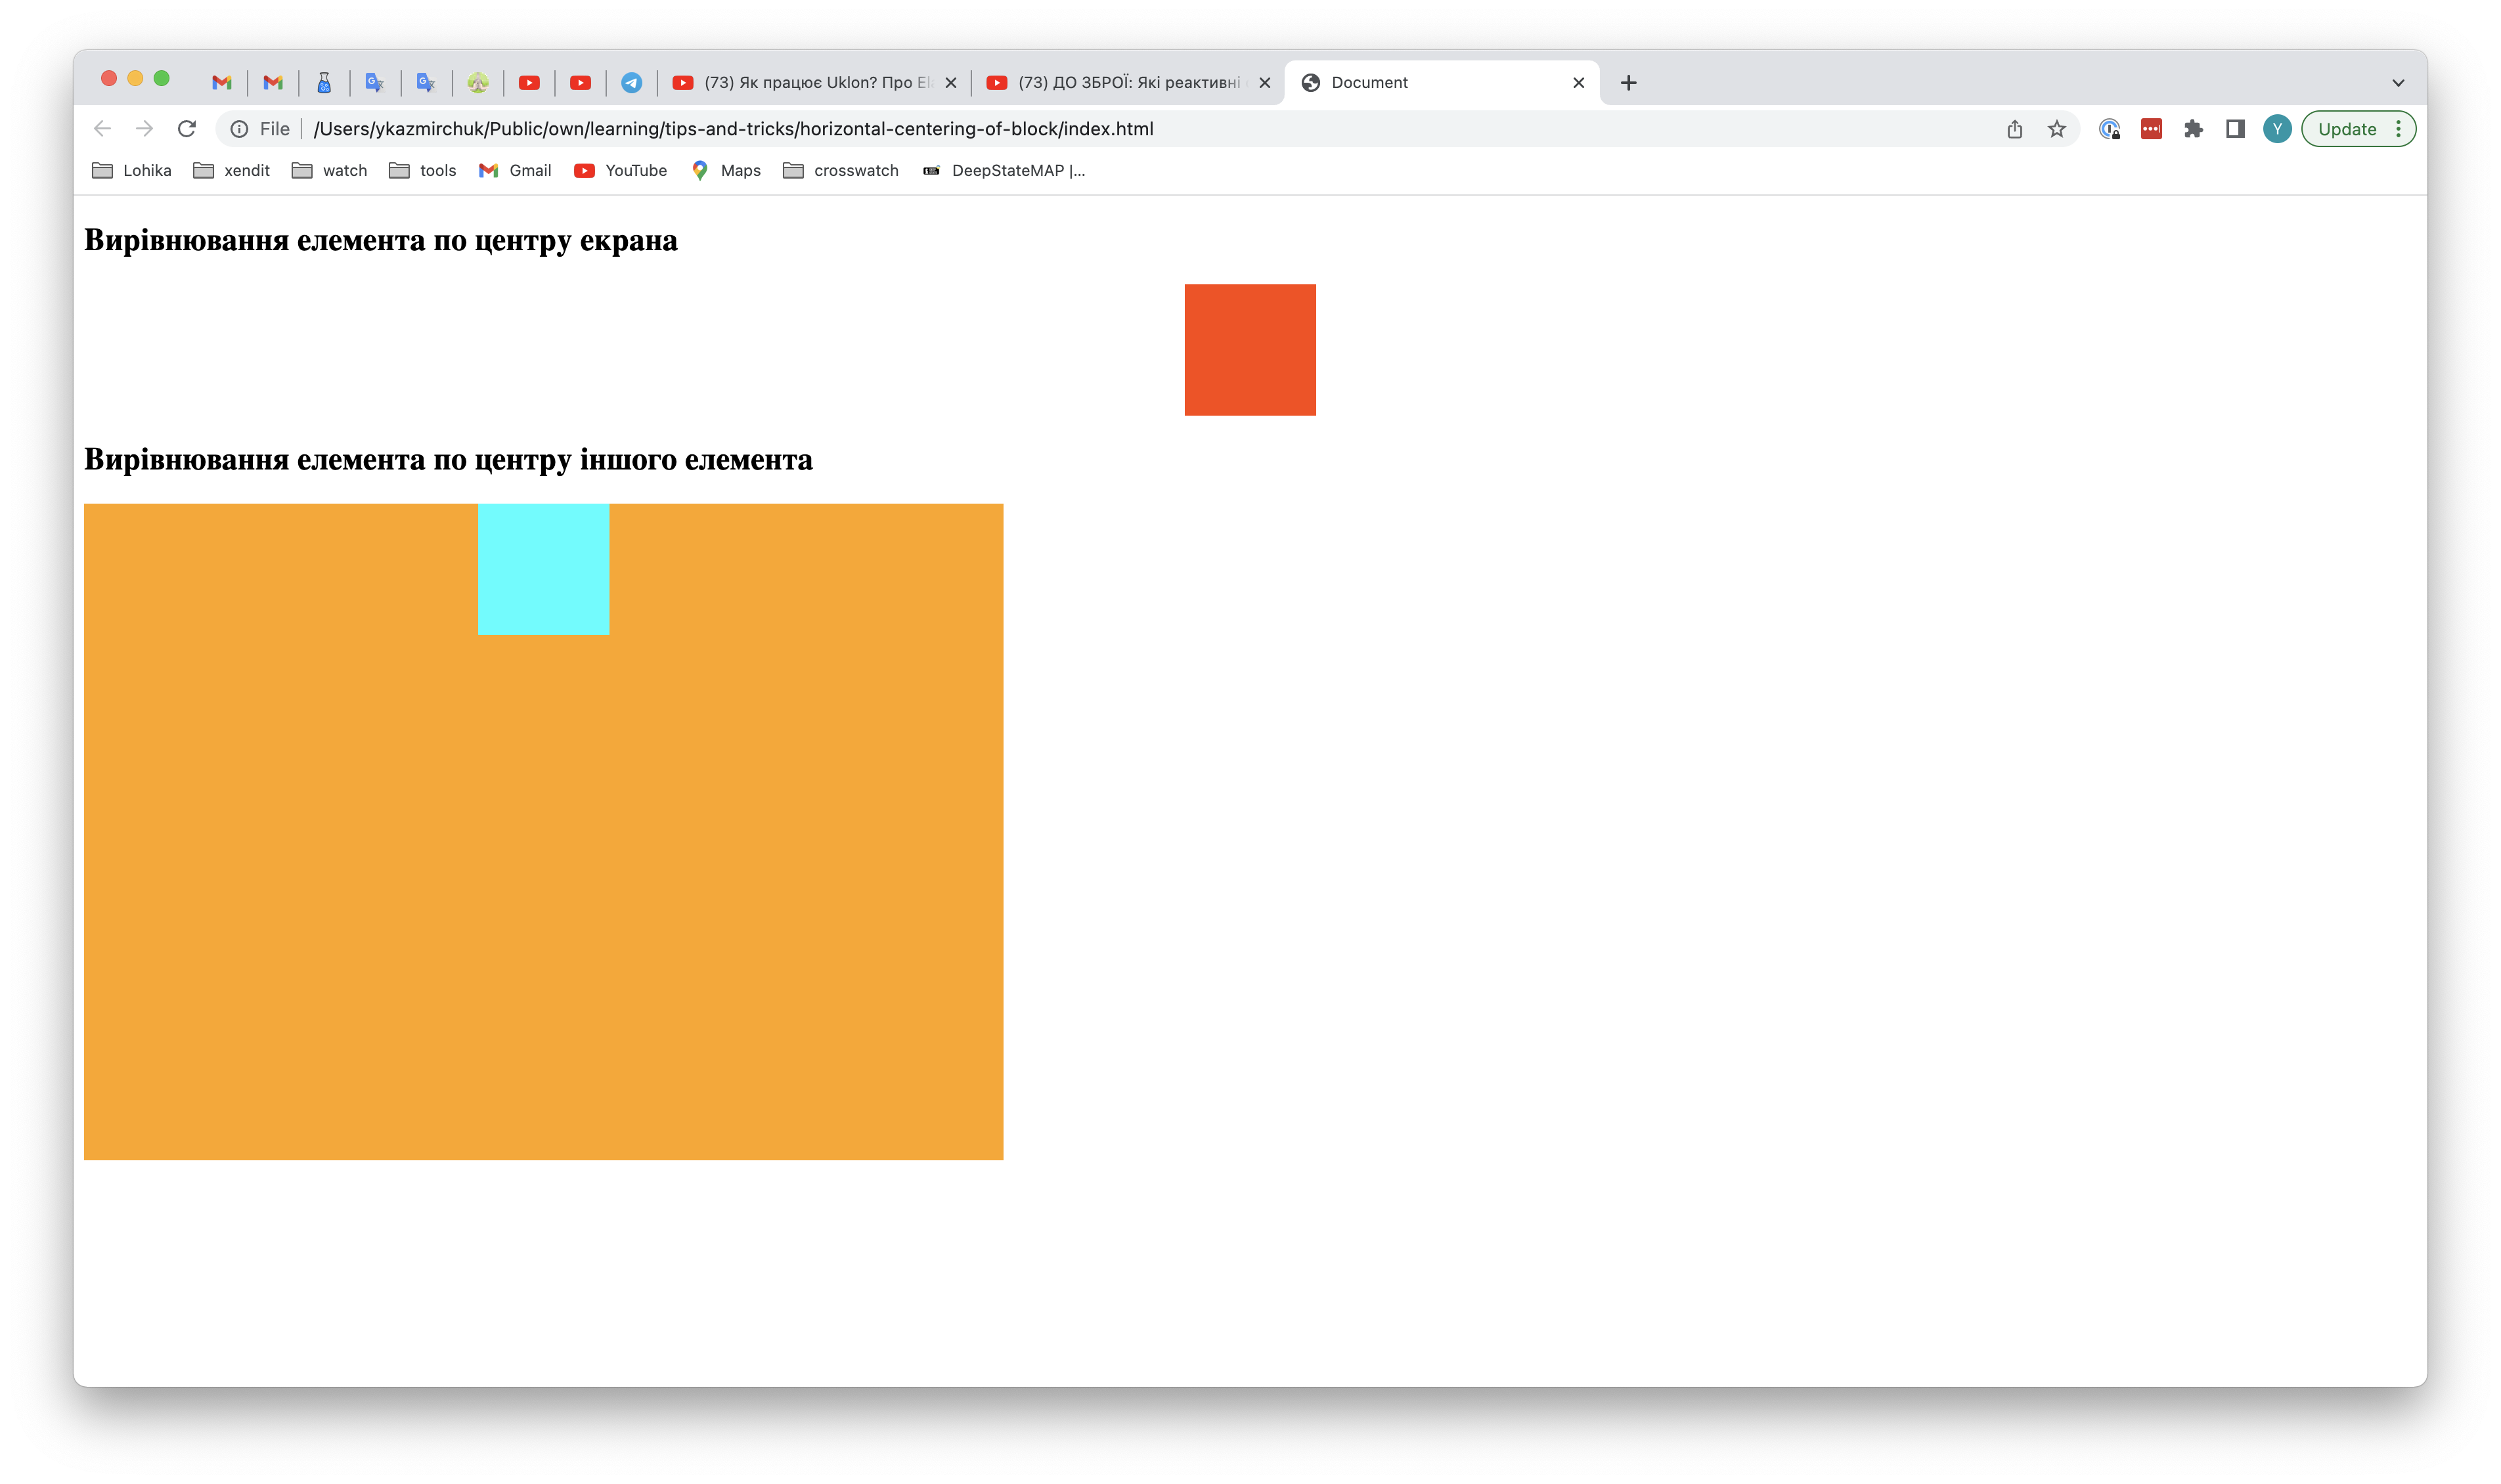 (73) Як працює Uklon? Про El
(73) ДО ЗБРОЇ: Які реактивні
Document
File
/Users/ykazmirchuk/Public/own/learning/tips-and-tricks/horizontal-centering-of-block/index.html
Y
Update
Lohika
xendit
watch
tools
Gmail
YouTube
Maps
crosswatch
DeepStateMAP |...
Вирівнювання елемента по центру екрана
Вирівнювання елемента по центру іншого елемента